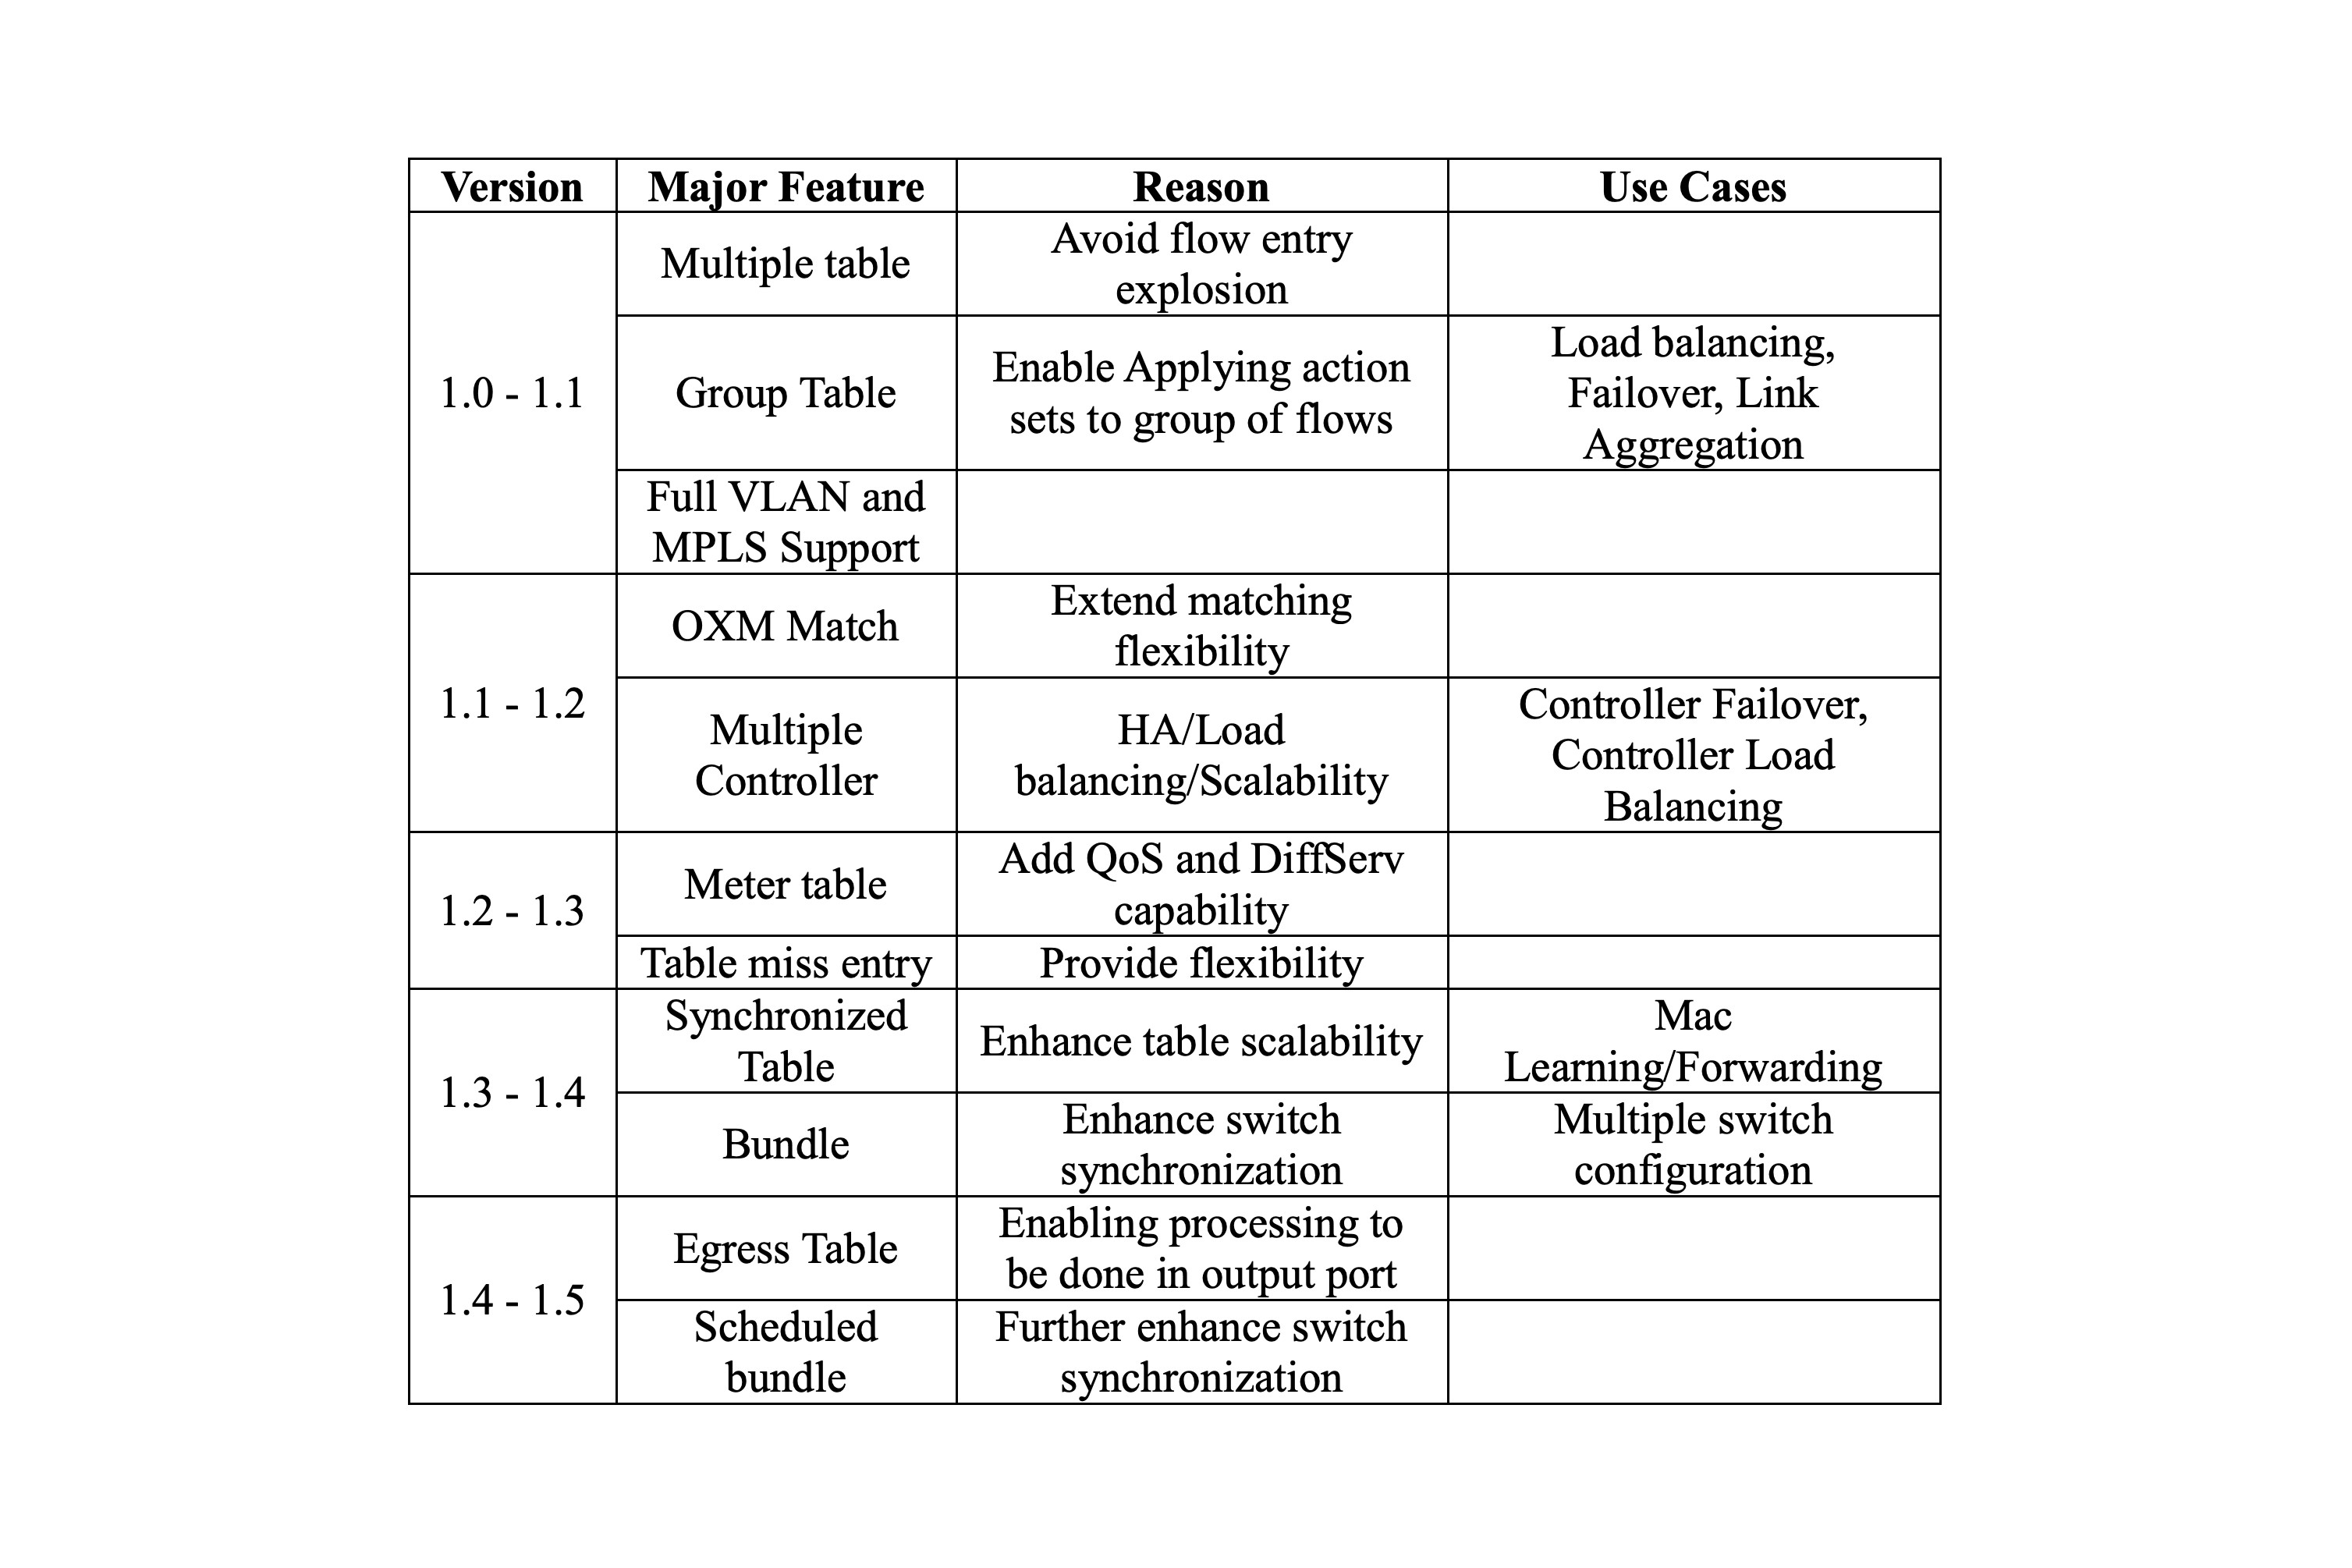 Version Major Feature Reason Use Cases
1.0 - 1.1
Multiple table
Avoid flow entry
explosion
Group Table
Enable Applying action
sets to group of flows
Load balancing,
Failover, Link
Aggregation
Full VLAN and
MPLS Support
1.1 - 1.2
OXM Match
Extend matching
flexibility
Multiple
Controller
HA/Load
balancing/Scalability
Controller Failover,
Controller Load
Balancing
1.2 - 1.3
Meter table
Add QoS and DiffServ
capability
Table miss entry
Provide flexibility
1.3 - 1.4
Synchronized
Table
Enhance table scalability
Mac
Learning/Forwarding
Bundle
Enhance switch
synchronization
Multiple switch
configuration
1.4 - 1.5
Egress Table
Enabling processing to
be done in output port
Scheduled
bundle
Further enhance switch
synchronization